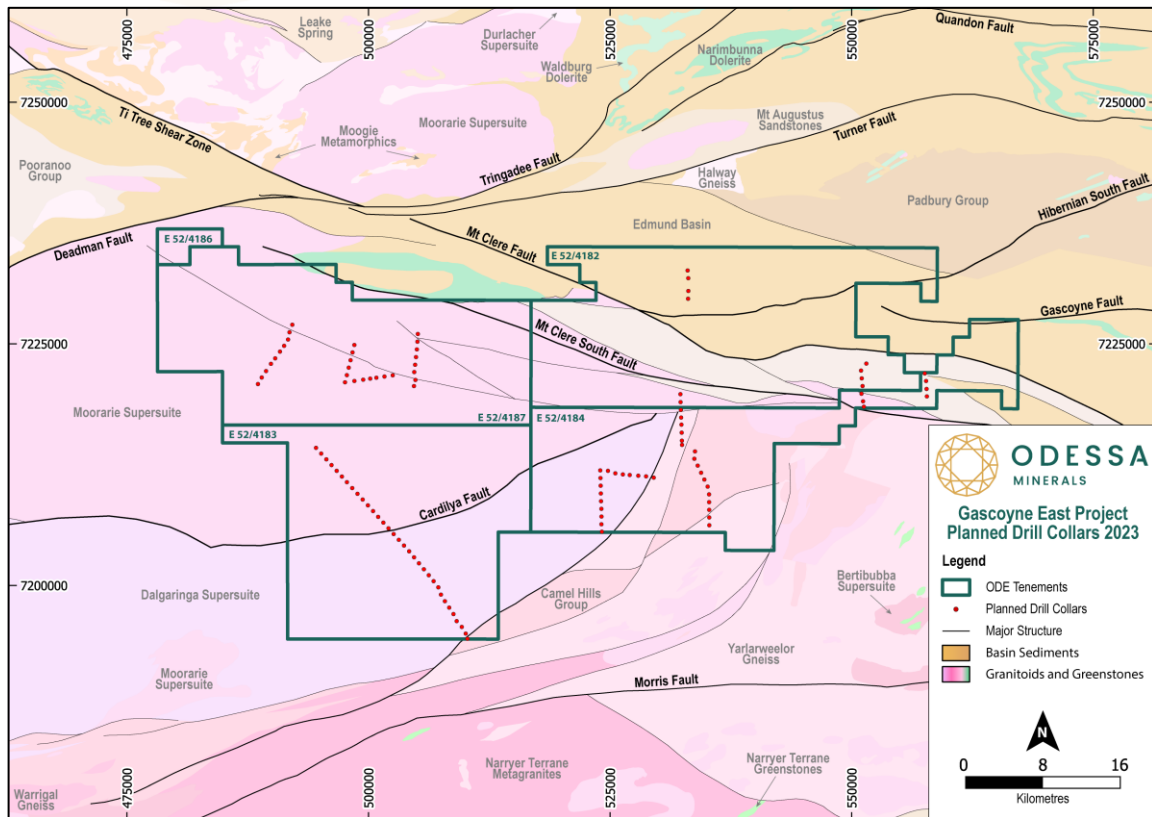 475000
500000
525000
550000
575000
Leake
Spring
Durlacher
Supersuite
Waldburg
Dolerite
Narimbunna
Dolerite
Quandon Fault
7250000
7250000
Ti Tree Shear Zone
Moogie
Metamorphics
Moorarie Supersuite
Mt Augustus
Sandstones
Turner Fault
Pooranoo
Group
Tringadee Fault
Halway
Gneiss
Padbury Group
Hibernian South Fault
Deadman Fault
E 52/4186
Mt Clere Fault
Edmund Basin
E 52/4182
Gascoyne Fault
7225000
7225000
Mt Clere South Fault
Moorarie Supersuite
E 52/4183
E 52/4187
E 52/4184
Cardilya Fault
7200000
Dalgaringa Supersuite
Camel Hills
Group
Bertibubba
Supersuite
Moorarie
Supersuite
Yarlarweelor
Gneiss
Morris Fault
Warrigal
Gneiss
Narryer Terrane
Metagranites
Narryer Terrane
Greenstones
475000
500000
525000
550000
ODESSA
MINERALS
Gascoyne East Project
Planned Drill Collars 2023
Legend
ODE Tenements
Planned Drill Collars
Major Structure
Basin Sediments
Granitoids and Greenstones
N
0 8 16
Kilometres